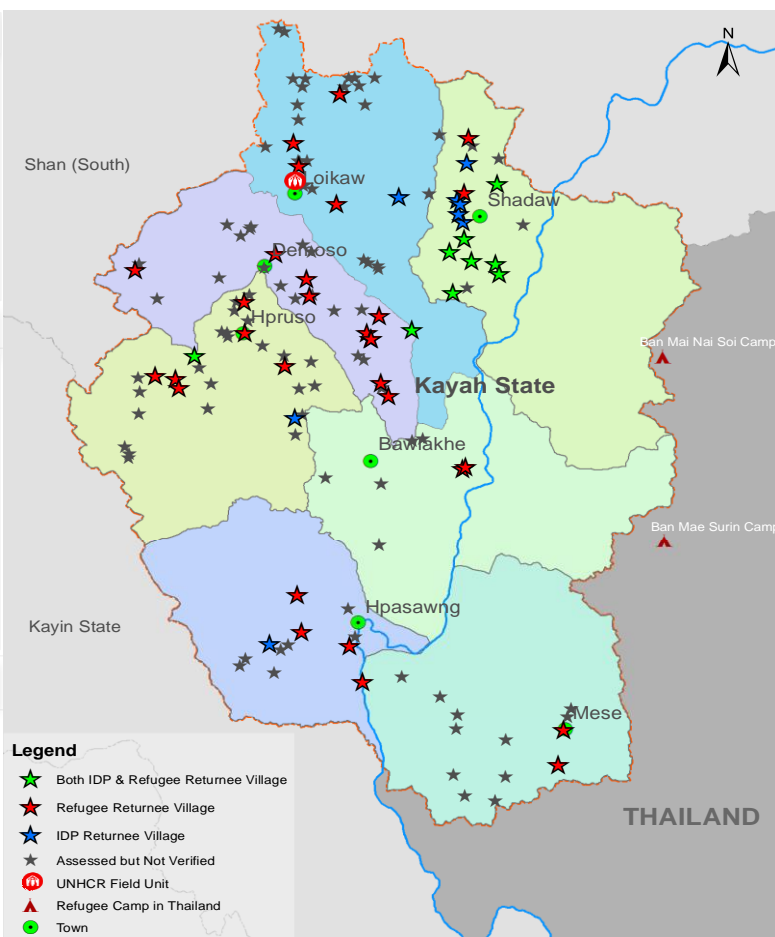 N
Shan (South)
Loikaw
Shadaw
Demoso
Hpruso
Ban Mai Nai Soi Camp
Kayah State
Bawlakhe
Ban Mae Surin Camp
Hpasawng
Kayin State
Mese
Legend
Both IDP & Refugee Returnee Village
Refugee Returnee Village
IDP Returnee Village
Assessed but Not Verified
UNHCR Field Unit
Refugee Camp in Thailand
Town
THAILAND